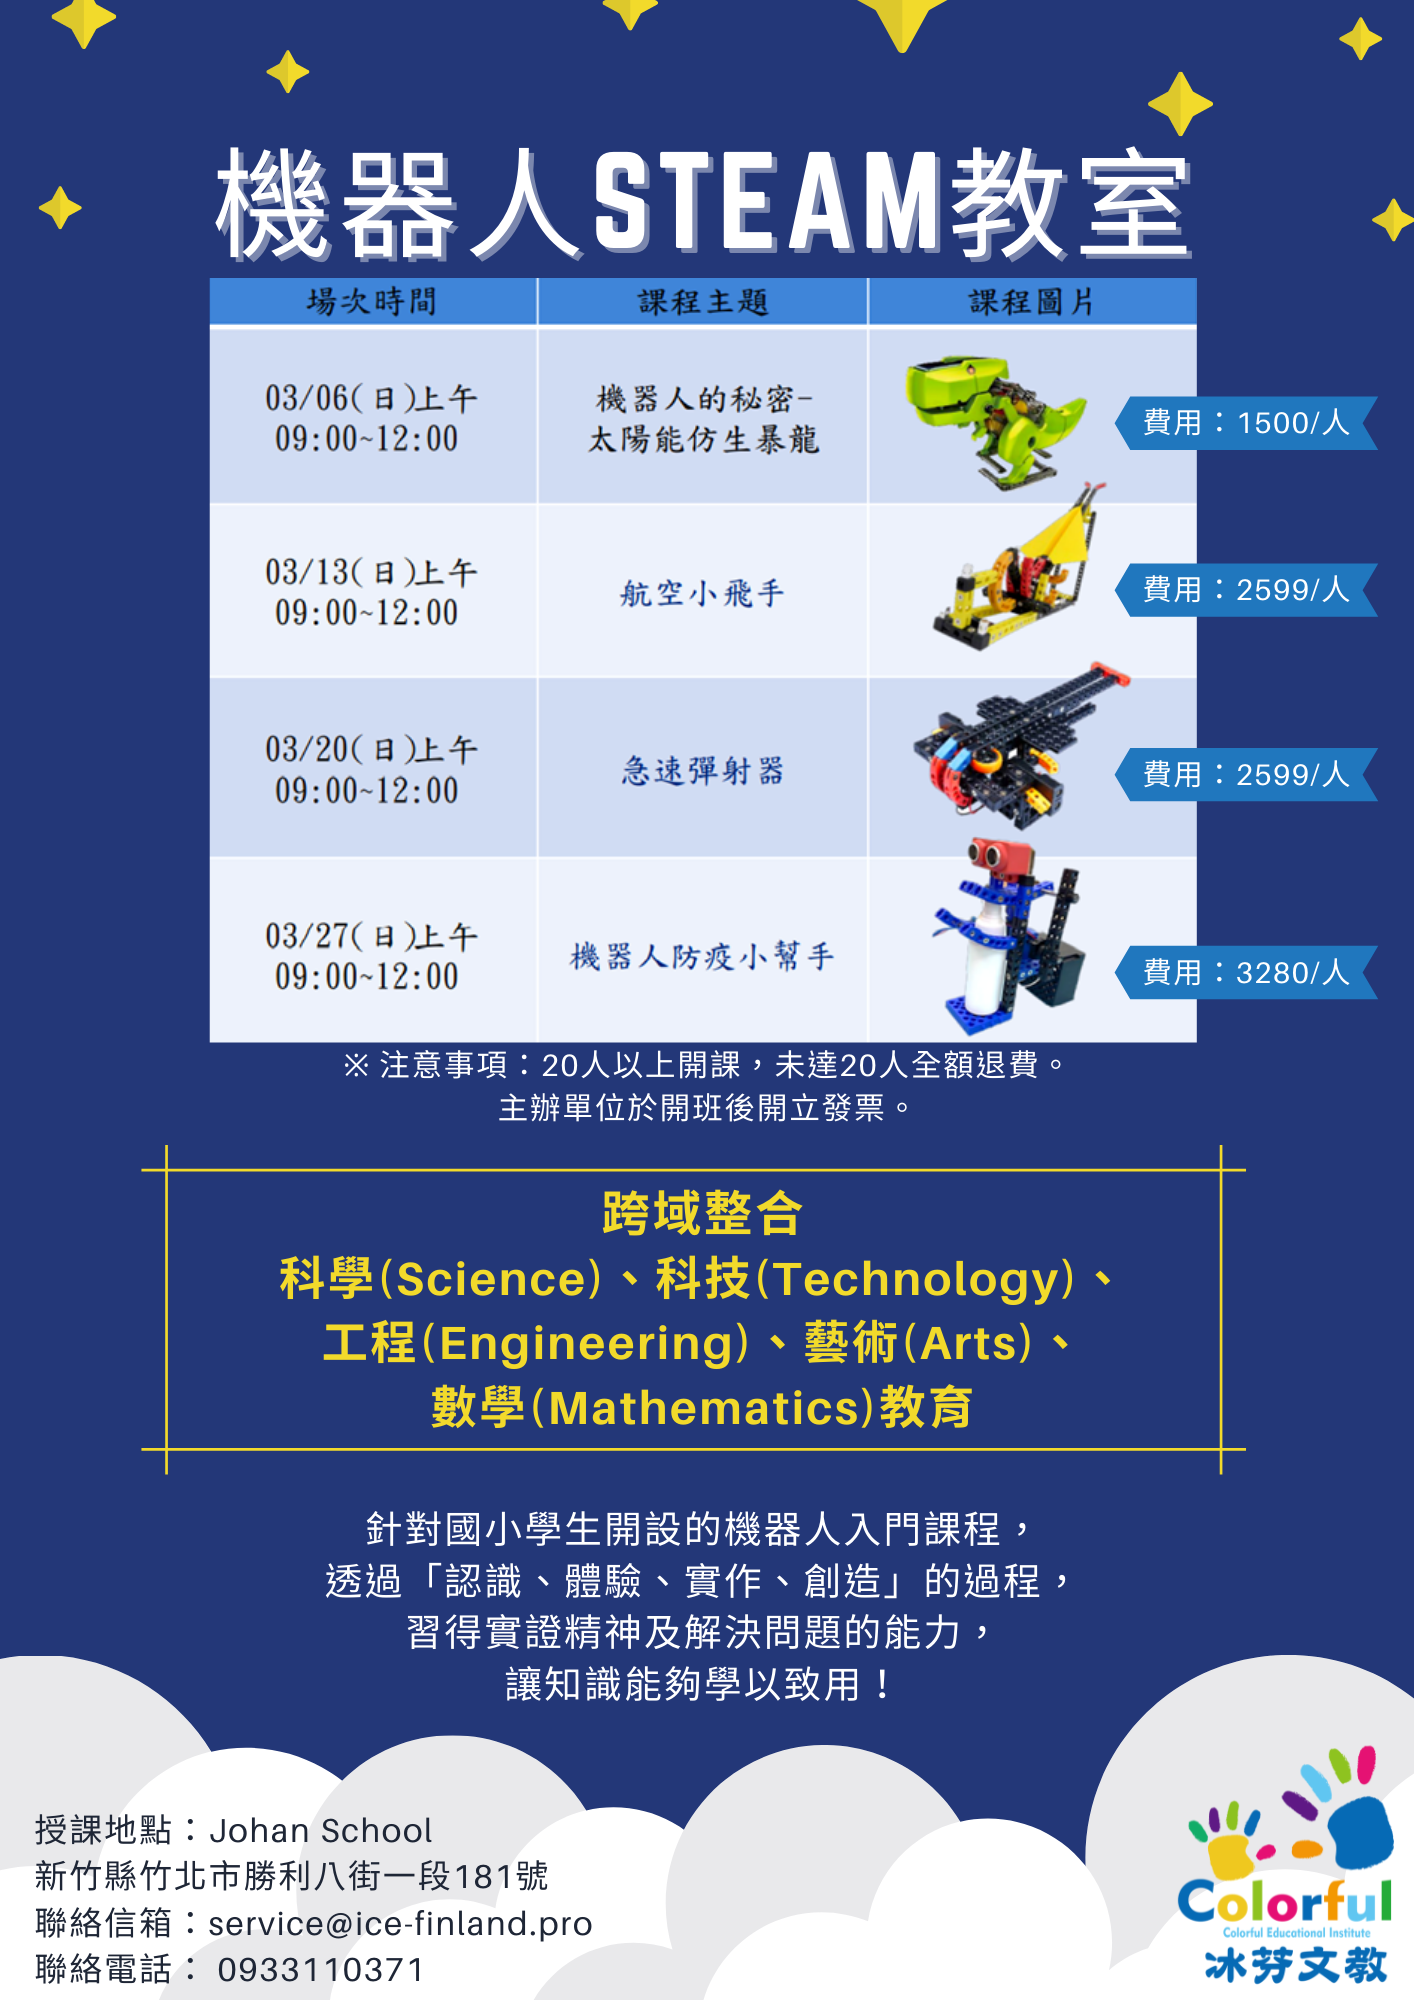 機器人STEAM教室
場次時間 課程主題 課程圖片
03/06(日)上午
09:00~12:00
機器人的秘密-
太陽能仿生暴龍
費用：1500/人
03/13(日)上午
09:00~12:00
航空小飛手
費用：2599/人
03/20(日)上午
09:00~12:00
急速彈射器
費用：2599/人
03/27(日)上午
09:00~12:00
機器人防疫小幫手
費用：3280/人
※ 注意事項：20人以上開課，未達20人全額退費。
主辦單位於開班後開立發票。
跨域整合
科學(Science)、科技(Technology)、
工程(Engineering)、藝術(Arts)、
數學(Mathematics)教育
針對國小學生開設的機器人入門課程，
透過「認識、體驗、實作、創造」的過程，
習得實證精神及解決問題的能力，
讓知識能夠學以致用！
授課地點：Johan School
新竹縣竹北市勝利八街一段181號
聯絡信箱：service@ice-finland.pro
聯絡電話： 0933110371
Colorful
Colorful Educational Institute
冰芬文教